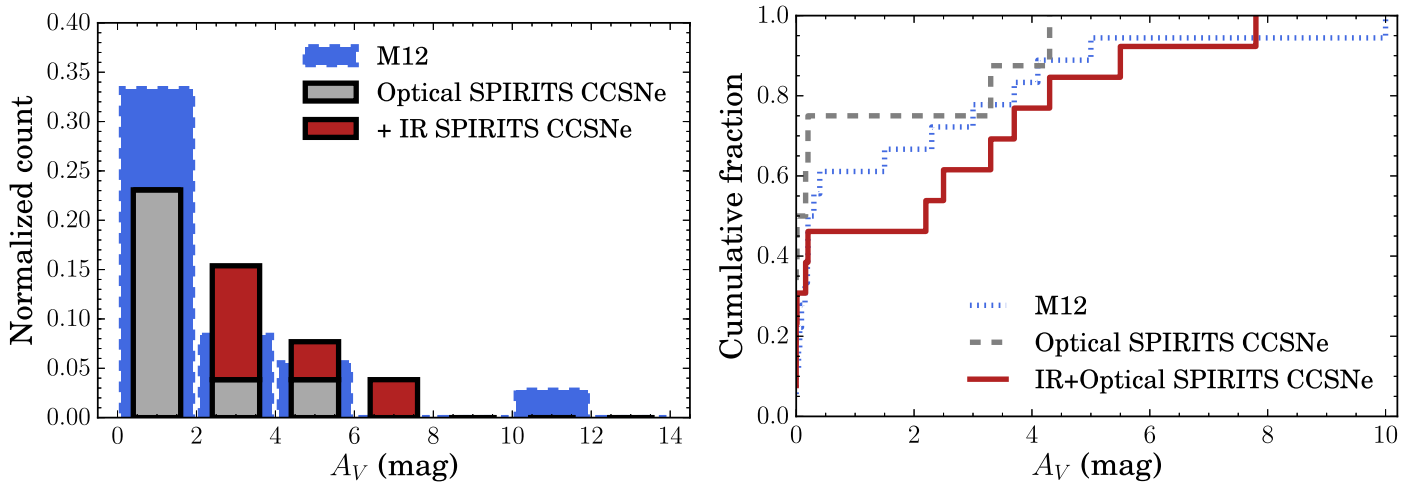 0.40
0.35
0.30
0.25
0.20
0.15
0.10
0.05
0.00
Normalized count
M12
Optical SPIRITS CCSNe
+ IR SPIRITS CCSNe
0 2 4 6 8 10 12 14
A_V (mag)
1.0
0.8
0.6
0.4
0.2
0.0
Cumulative fraction
M12
Optical SPIRITS CCSNe
IR+Optical SPIRITS CCSNe
0 2 4 6 8 10
A_V (mag)